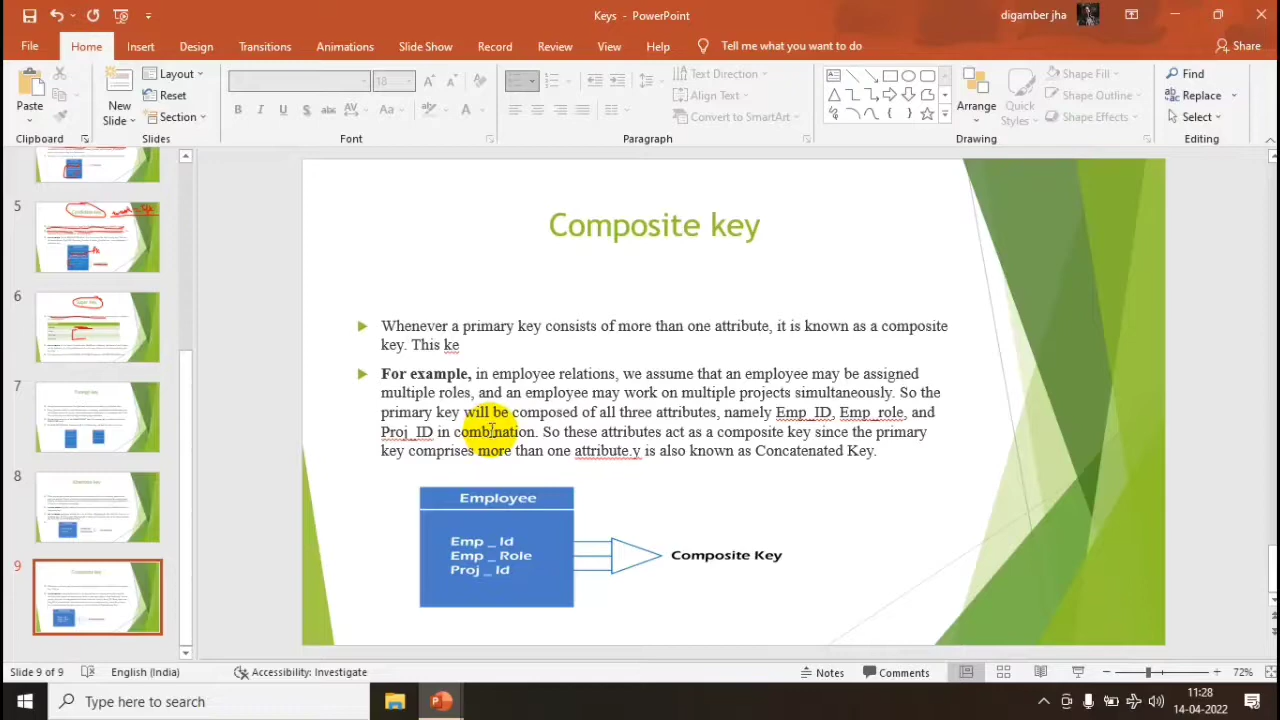 Keys - PowerPoint
digamber jha
File Home Insert Design Transitions Animations Slide Show Record Review View Help Tell me what you want to do Share
Paste
Clipboard
New Slide
Layout
Reset
Section
Slides
18
Font
Paragraph
Text Direction
Align Text
Convert to SmartArt
Arrange
Quick Styles
Shape Fill
Shape Outline
Shape Effects
Drawing
Find
Replace
Select
Editing
5
6
7
8
9
Composite key
Whenever a primary key consists of more than one attribute, it is known as a composite
key. This ke
For example, in employee relations, we assume that an employee may be assigned
multiple roles, and an employee may work on multiple projects simultaneously. So the
primary key will be composed of all three attributes, namely Emp_ID, Emp_role, and
Proj_ID in combination. So these attributes act as a composite key since the primary
key comprises more than one attribute.y is also known as Concatenated Key.
Employee
Emp _ Id
Emp _ Role
Proj _ Id
Composite Key
Slide 9 of 9 English (India) Accessibility: Investigate Notes Comments 72%
Type here to search
11:28
14-04-2022